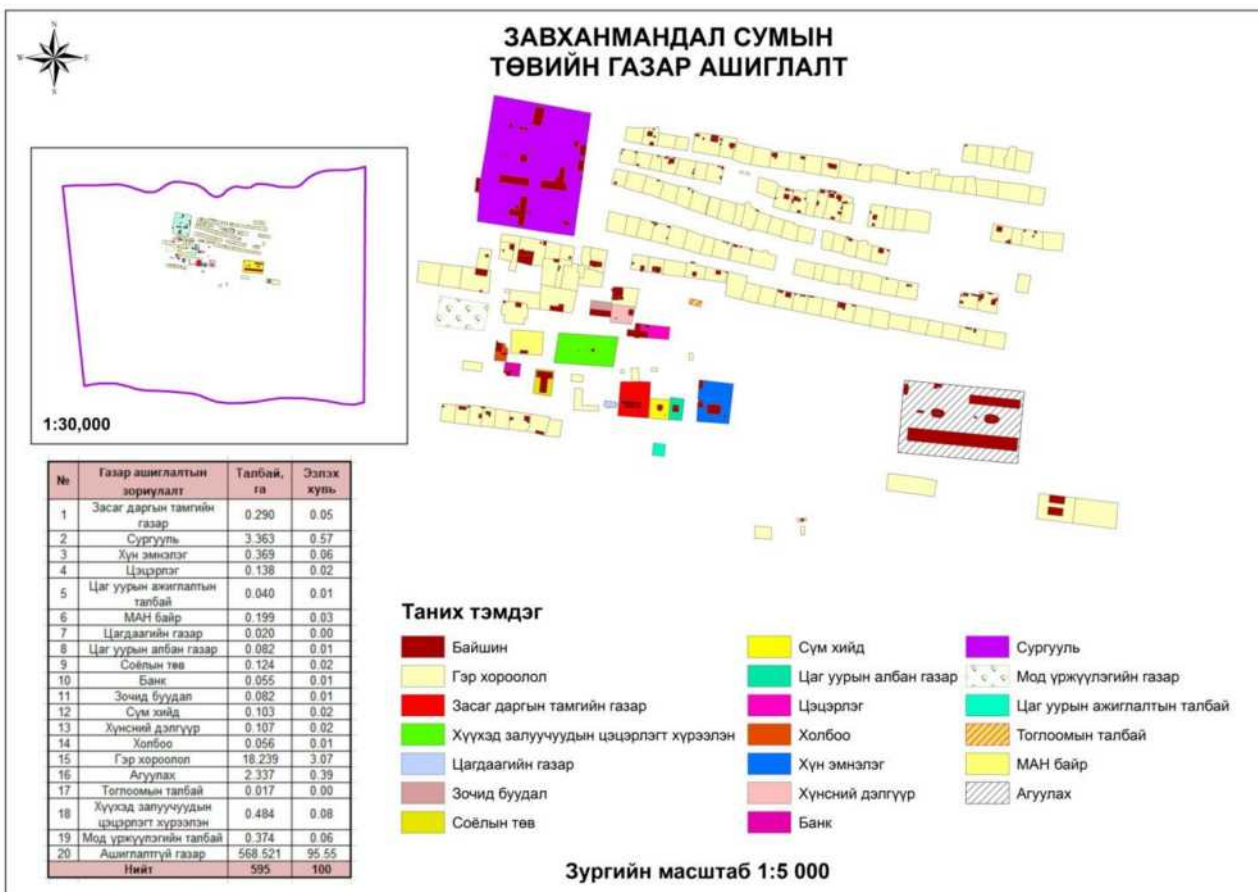 N
W
E
S
ЗАВХАНМАНДАЛ СУМЫН
ТӨВИЙН ГАЗАР АШИГЛАЛТ
1:30,000
№ Газар ашиглалтын зориулалт Талбай, га Эзлэх хувь
1 Засаг даргын тамгийн газар 0.290 0.05
2 Сургууль 3.363 0.57
3 Хүн эмнэлэг 0.369 0.06
4 Цэцэрлэг 0.138 0.02
5 Цаг уурын ажиглалтын талбай 0.040 0.01
6 МАН байр 0.199 0.03
7 Цагдаагийн газар 0.020 0.00
8 Цаг уурын албан газар 0.082 0.01
9 Соёлын төв 0.124 0.02
10 Банк 0.055 0.01
11 Зочид буудал 0.082 0.01
12 Сүм хийд 0.103 0.02
13 Хүнсний дэлгүүр 0.107 0.02
14 Холбоо 0.056 0.01
15 Гэр хороолол 18.239 3.07
16 Агуулах 2.337 0.39
17 Тоглоомын талбай 0.017 0.00
18 Хүүхэд залуучуудын цэцэрлэгт хүрээлэн 0.484 0.08
19 Мод үржүүлэгийн талбай 0.374 0.06
20 Ашиглалтгүй газар 568.521 95.55
Нийт 595 100
Таних тэмдэг
Байшин
Гэр хороолол
Засаг даргын тамгийн газар
Хүүхэд залуучуудын цэцэрлэгт хүрээлэн
Цагдаагийн газар
Зочид буудал
Соёлын төв
Сүм хийд
Цаг уурын албан газар
Цэцэрлэг
Холбоо
Хүн эмнэлэг
Хүнсний дэлгүүр
Банк
Сургууль
Мод үржүүлэгийн газар
Цаг уурын ажиглалтын талбай
Тоглоомын талбай
МАН байр
Агуулах
Зургийн масштаб 1:5 000